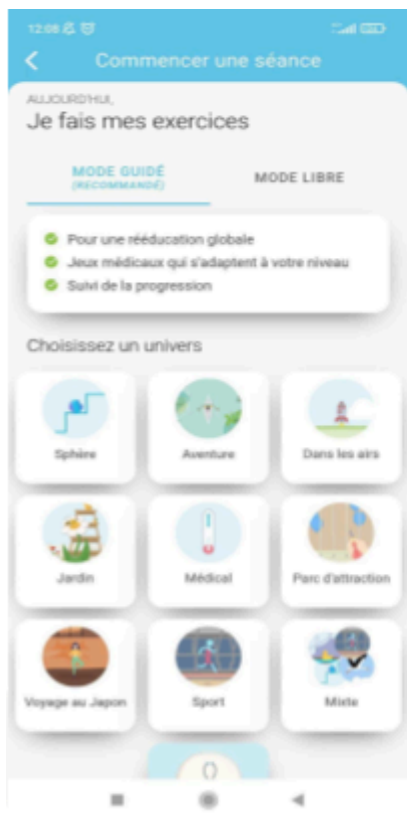 12:08
Commencer une séance
AUJOURD'HUI,
Je fais mes exercices
MODE GUIDÉ
(RECOMMANDÉ)
MODE LIBRE
Pour une rééducation globale
Jeux médicaux qui s'adaptent à votre niveau
Suivi de la progression
Choisissez un univers
Sphère
Aventure
Dans les airs
Jardin
Médical
Parc d'attraction
Voyage au Japon
Sport
Mixte